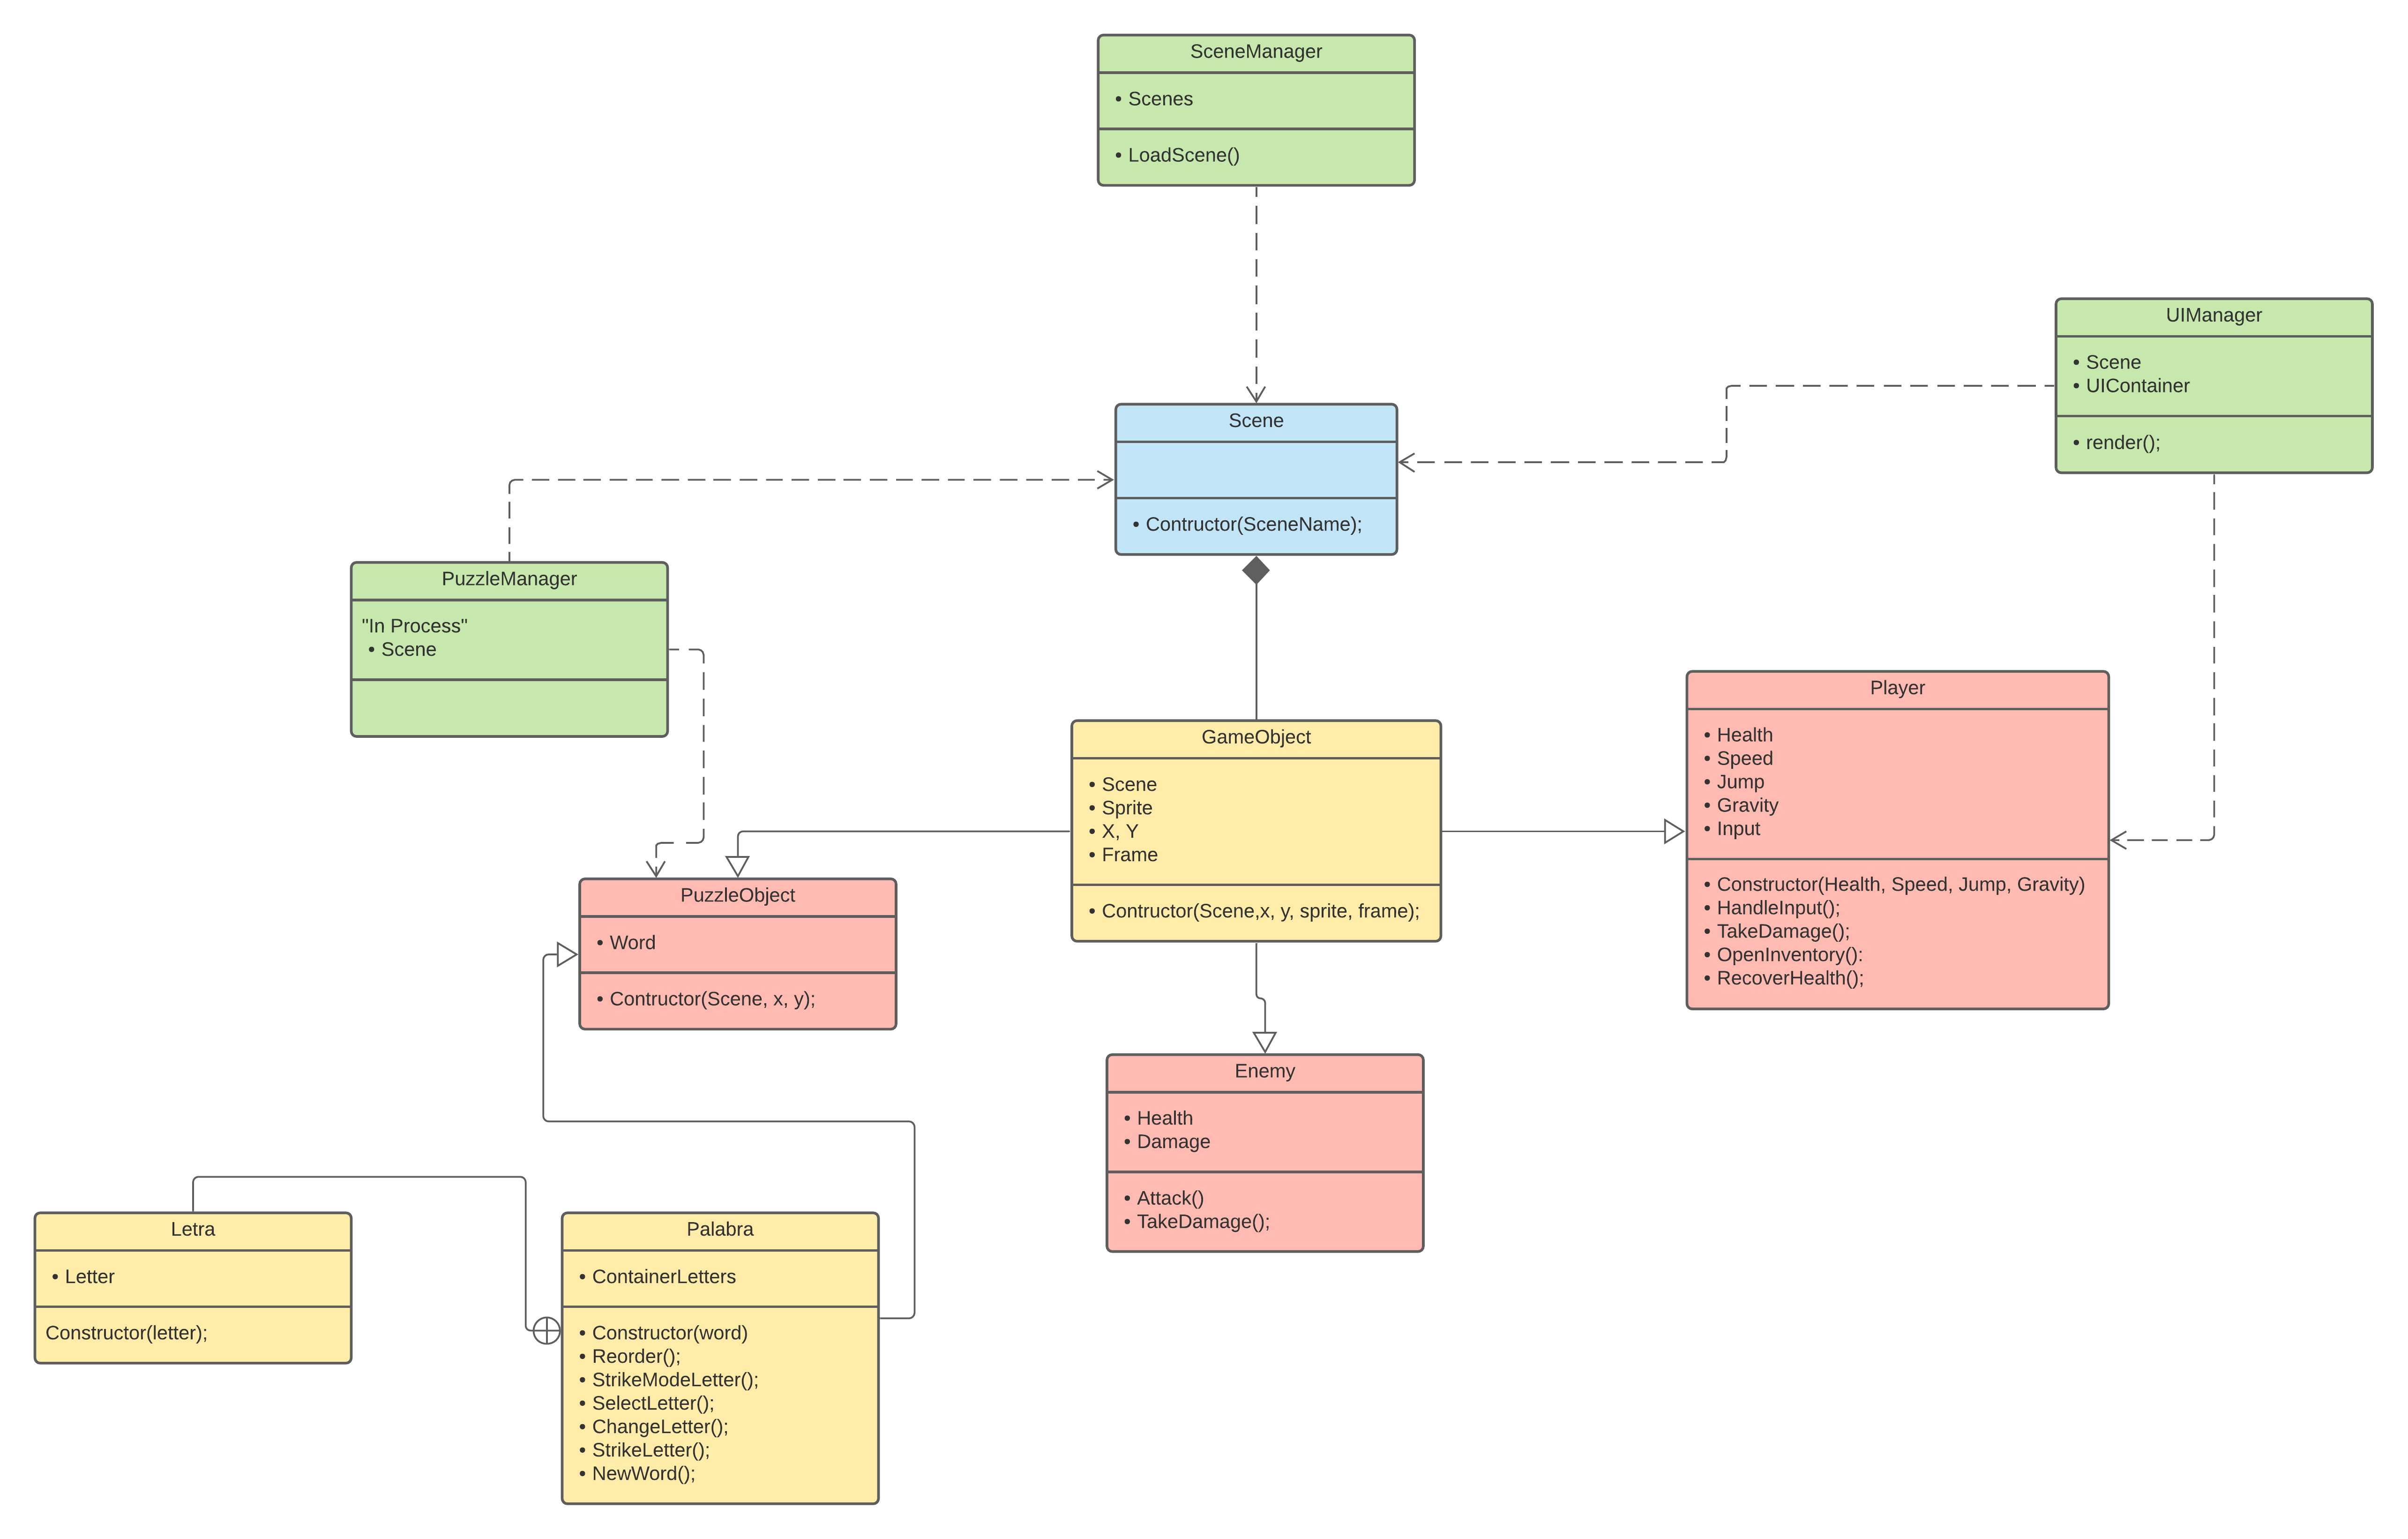 SceneManager
• Scenes
• LoadScene()
UIManager
• Scene
• UIContainer
• render();
Scene
• Contructor(SceneName);
PuzzleManager
"In Process"
• Scene
Player
• Health
• Speed
• Jump
• Gravity
• Input
• Constructor(Health, Speed, Jump, Gravity)
• HandleInput();
• TakeDamage();
• OpenInventory():
• RecoverHealth();
GameObject
• Scene
• Sprite
• X, Y
• Frame
• Contructor(Scene,x, y, sprite, frame);
PuzzleObject
• Word
• Contructor(Scene, x, y);
Enemy
• Health
• Damage
• Attack()
• TakeDamage();
Letra
• Letter
Constructor(letter);
Palabra
• ContainerLetters
• Constructor(word)
• Reorder();
• StrikeModeLetter();
• SelectLetter();
• ChangeLetter();
• StrikeLetter();
• NewWord();